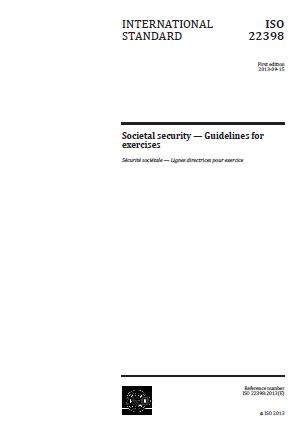 INTERNATIONAL
STANDARD
ISO
22398
First edition
2013-09-15
Societal security — Guidelines for
exercises
Sécurité sociétale — Lignes directrices pour exercice
Reference number
ISO 22398:2013(E)
© ISO 2013